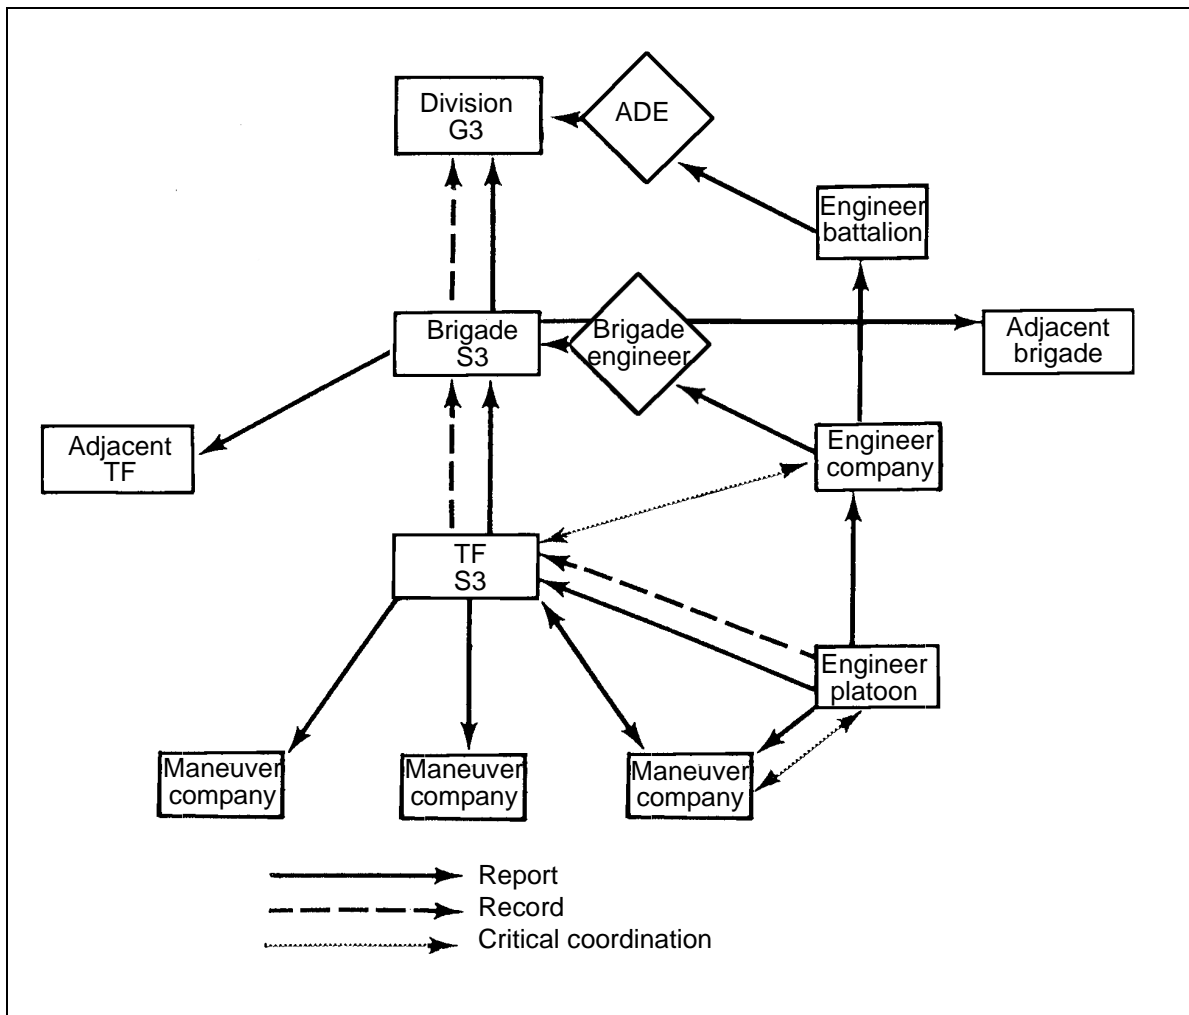 Division
G3
ADE
Engineer
battalion
Brigade
S3
Brigade
engineer
Adjacent
brigade
Adjacent
TF
Engineer
company
TF
S3
Engineer
platoon
Maneuver
company
Maneuver
company
Maneuver
company
Report
Record
Critical coordination